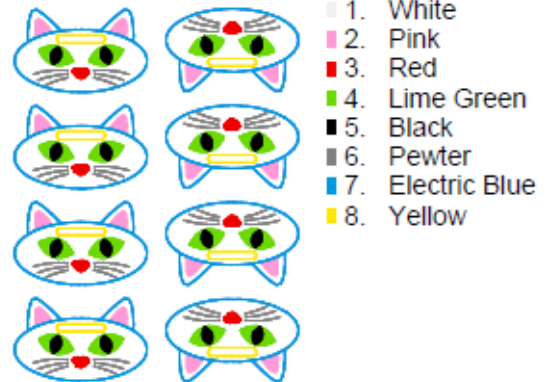 1. White
2. Pink
3. Red
4. Lime Green
5. Black
6. Pewter
7. Electric Blue
8. Yellow